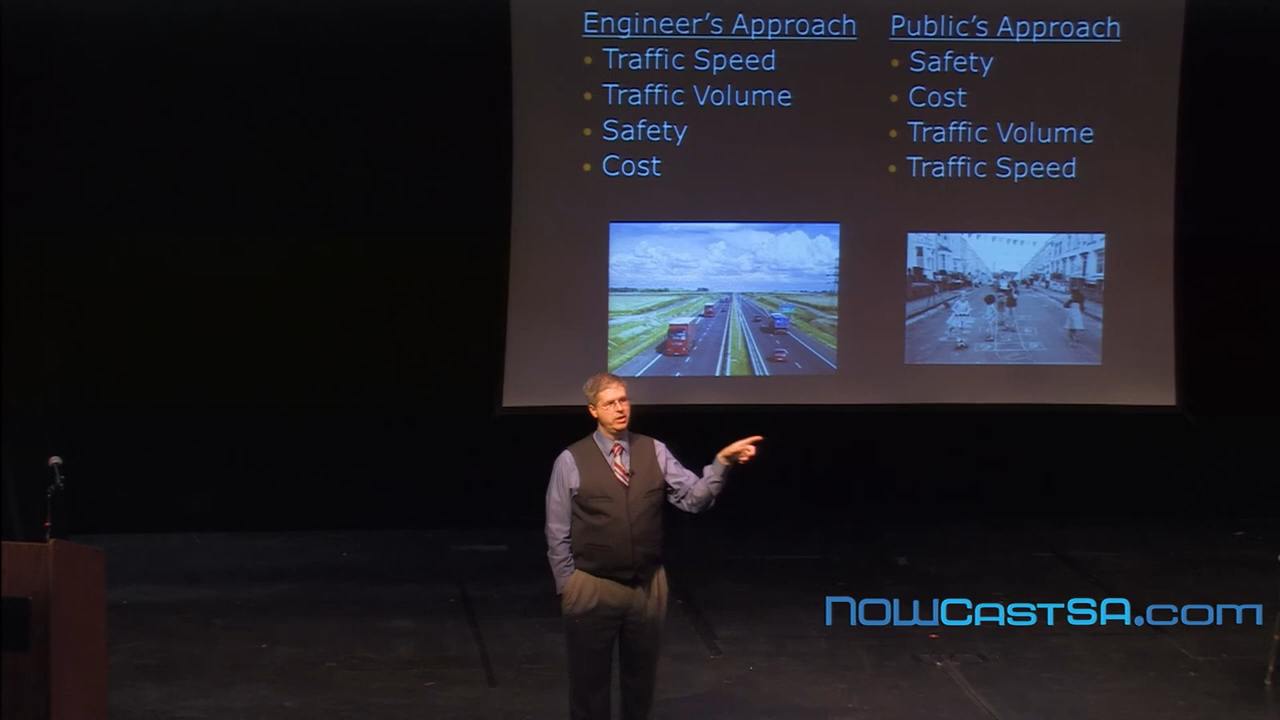 Engineer's Approach
• Traffic Speed
• Traffic Volume
• Safety
• Cost
Public's Approach
• Safety
• Cost
• Traffic Volume
• Traffic Speed
NOWCastSA.com